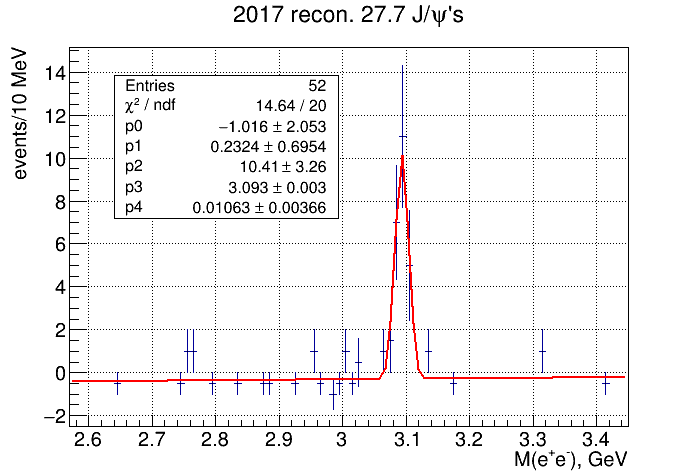 2017 recon. 27.7 J/ψ's
events/10 MeV
Entries 52
χ² / ndf 14.64 / 20
p0 −1.016 ± 2.053
p1 0.2324 ± 0.6954
p2 10.41 ± 3.26
p3 3.093 ± 0.003
p4 0.01063 ± 0.00366
14
12
10
8
6
4
2
0
−2
2.6 2.7 2.8 2.9 3 3.1 3.2 3.3 3.4
M(e⁺e⁻), GeV